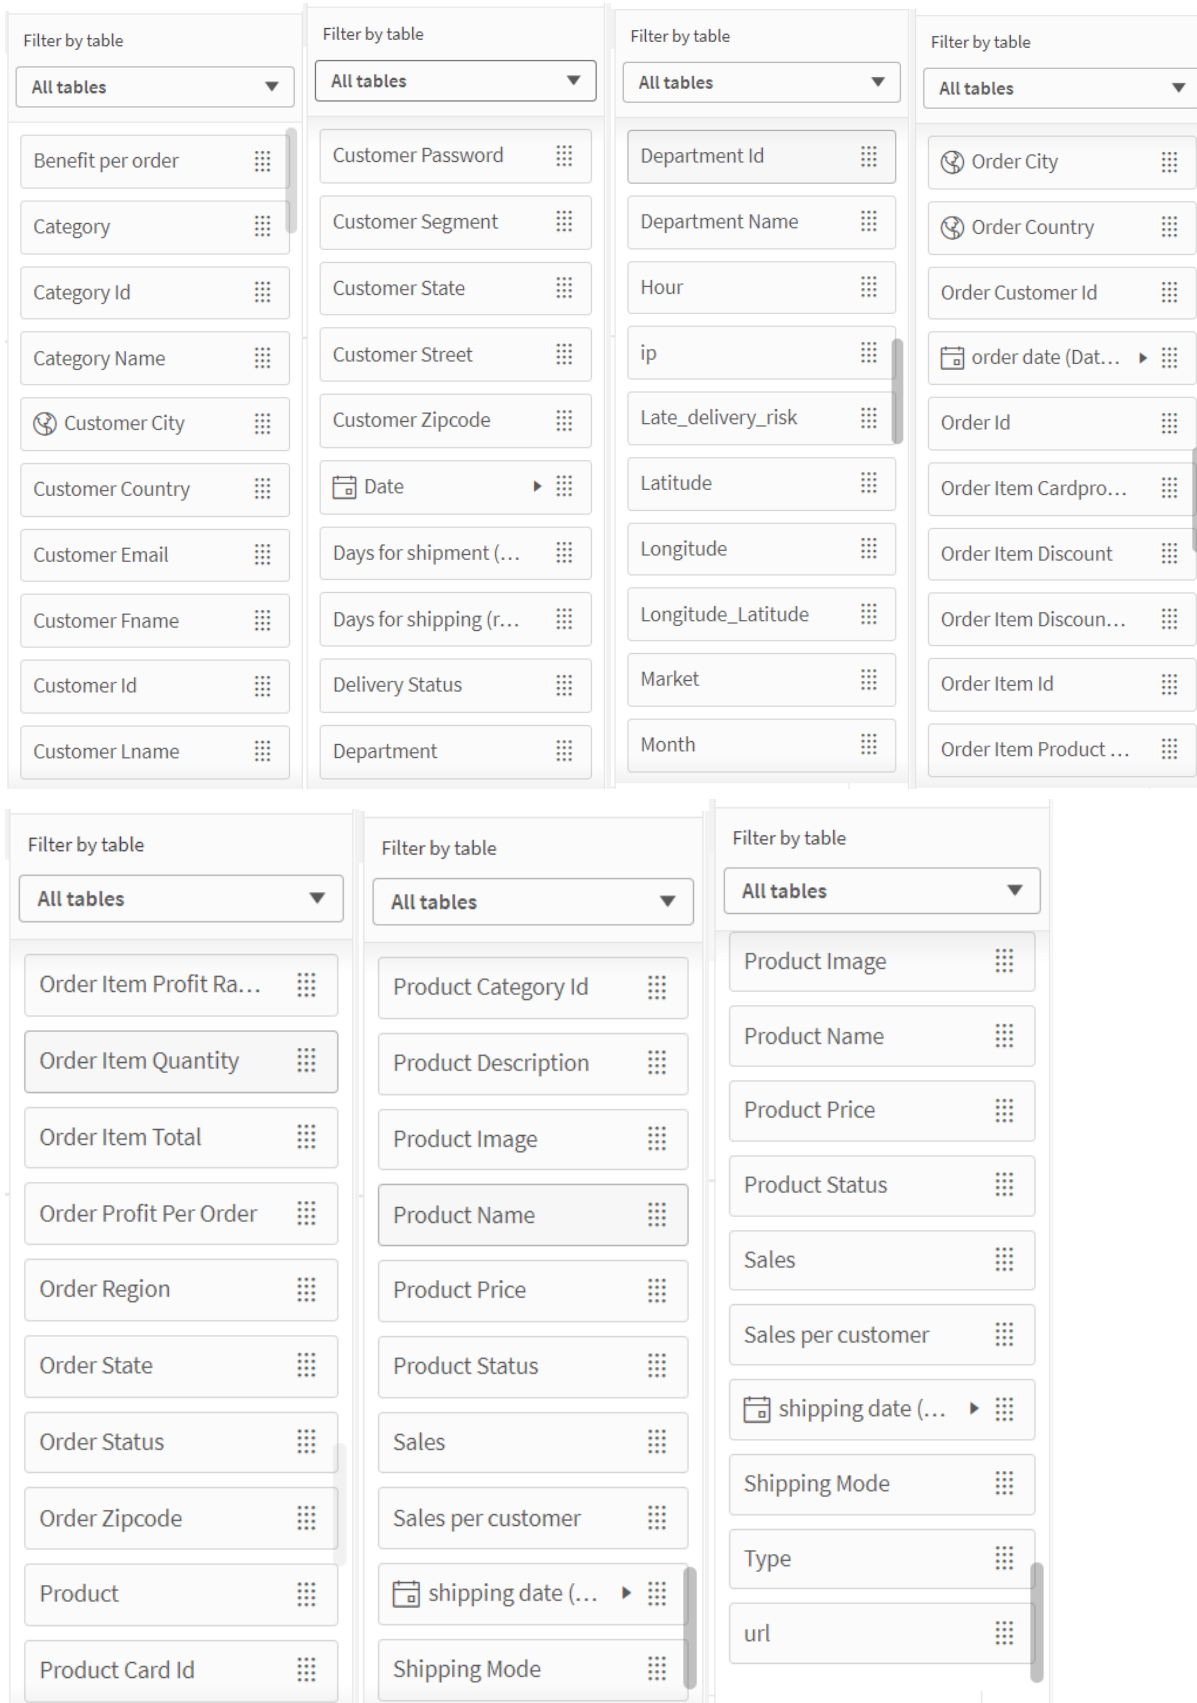 Filter by table
All tables
Benefit per order
Category
Category Id
Category Name
Customer City
Customer Country
Customer Email
Customer Fname
Customer Id
Customer Lname
Filter by table
All tables
Customer Password
Customer Segment
Customer State
Customer Street
Customer Zipcode
Date
Days for shipment (...
Days for shipping (r...
Delivery Status
Department
Filter by table
All tables
Department Id
Department Name
Hour
ip
Late_delivery_risk
Latitude
Longitude
Longitude_Latitude
Market
Month
Filter by table
All tables
Order City
Order Country
Order Customer Id
order date (Dat...
Order Id
Order Item Cardpro...
Order Item Discount
Order Item Discoun...
Order Item Id
Order Item Product ...
Filter by table
All tables
Order Item Profit Ra...
Order Item Quantity
Order Item Total
Order Profit Per Order
Order Region
Order State
Order Status
Order Zipcode
Product
Product Card Id
Filter by table
All tables
Product Category Id
Product Description
Product Image
Product Name
Product Price
Product Status
Sales
Sales per customer
shipping date (...
Shipping Mode
Filter by table
All tables
Product Image
Product Name
Product Price
Product Status
Sales
Sales per customer
shipping date (...
Shipping Mode
Type
url